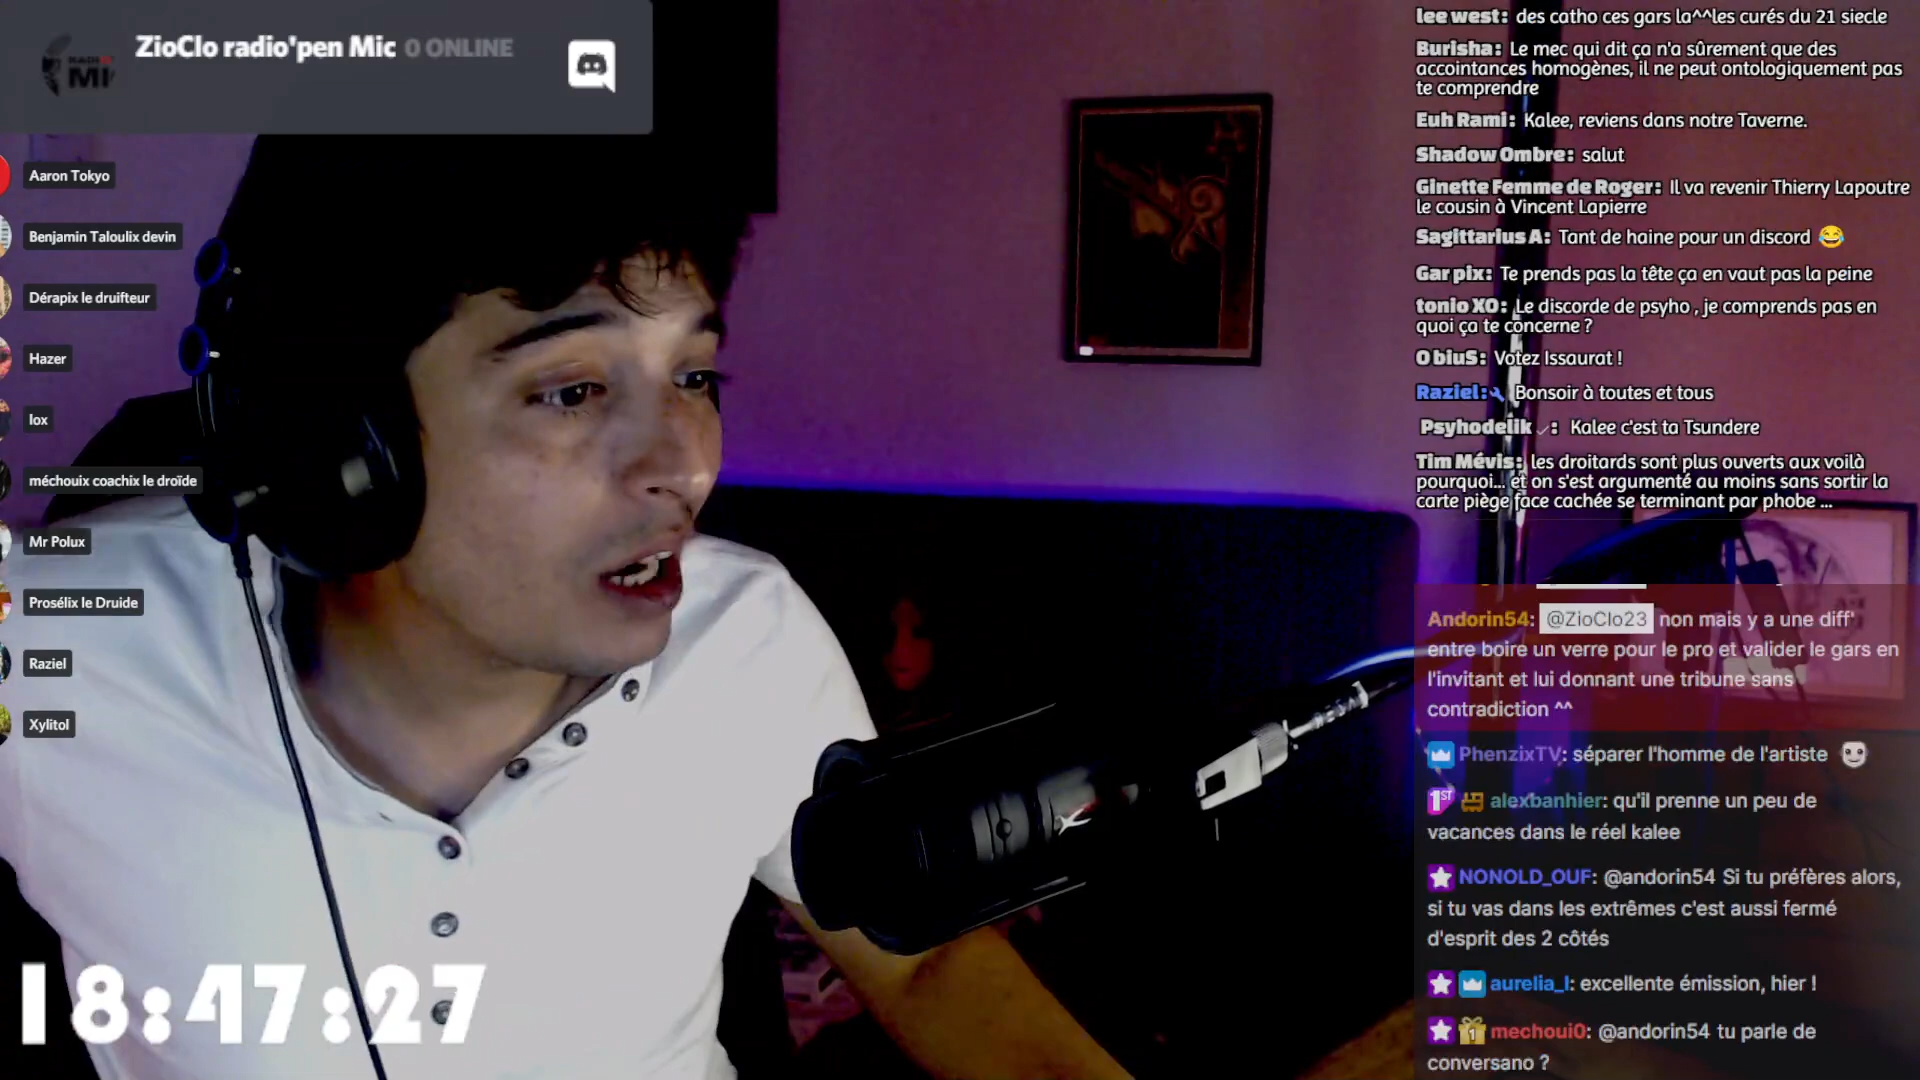 ZioClo radio'pen Mic 0 ONLINE
MI
Aaron Tokyo
Benjamin Taloulix devin
Dérapix le druifteur
Hazer
lox
méchouix coachix le droïde
Mr Polux
Prosélix le Druide
Raziel
Xylitol
18:47:27
lee west: des catho ces gars la^^les curés du 21 siecle
Burisha: Le mec qui dit ça n'a sûrement que des
accointances homogènes, il ne peut ontologiquement pas
te comprendre
Euh Rami: Kalee, reviens dans notre Taverne.
Shadow Ombre: salut
Ginette Femme de Roger: Il va revenir Thierry Lapoutre
le cousin à Vincent Lapierre
Sagittarius A: Tant de haine pour un discord 😂
Gar pix: Te prends pas la tête ça en vaut pas la peine
tonio XO: Le discorde de psyho , je comprends pas en
quoi ça te concerne ?
O biuS: Votez Issaurat !
Raziel: Bonsoir à toutes et tous
Psyhodelik: Kalee c'est ta Tsundere
Tim Mévis: les droitards sont plus ouverts aux voilà
pourquoi... et on s'est argumenté au moins sans sortir la
carte piège face cachée se terminant par phobe ...
Andorin54: @ZioClo23 non mais y a une diff'
entre boire un verre pour le pro et valider le gars en
l'invitant et lui donnant une tribune sans
contradiction ^^
PhenzixTV: séparer l'homme de l'artiste
1ST alexbanhier: qu'il prenne un peu de
vacances dans le réel kalee
NONOLD_OUF: @andorin54 Si tu préfères alors,
si tu vas dans les extrêmes c'est aussi fermé
d'esprit des 2 côtés
aurelia_l: excellente émission, hier !
1 mechoui0: @andorin54 tu parle de
conversano ?